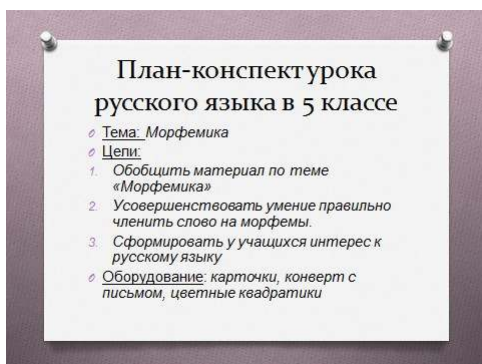 План-конспект урока
русского языка в 5 классе
Тема: Морфемика
Цели:
1. Обобщить материал по теме
«Морфемика»
2. Усовершенствовать умение правильно
членить слово на морфемы.
3. Сформировать у учащихся интерес к
русскому языку
Оборудование: карточки, конверт с
письмом, цветные квадратики